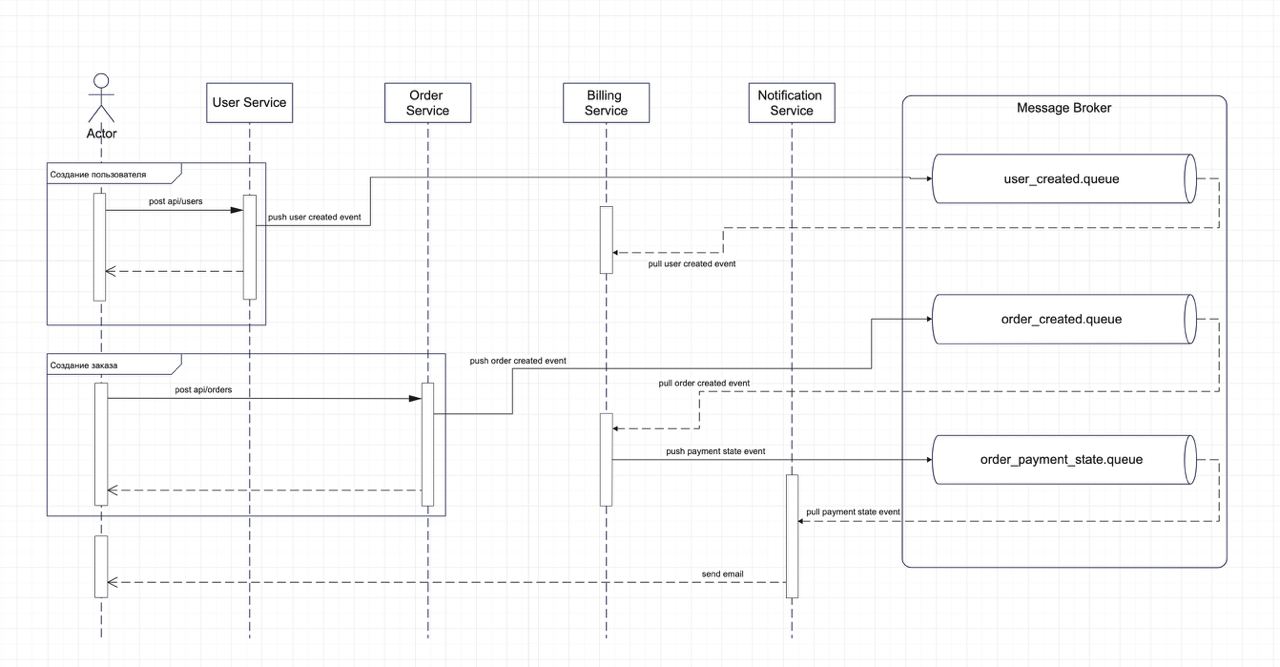 Actor
User Service
Order
Service
Billing
Service
Notification
Service
Message Broker
Создание пользователя
post api/users
push user created event
user_created.queue
pull user created event
order_created.queue
Создание заказа
push order created event
post api/orders
pull order created event
push payment state event
order_payment_state.queue
pull payment state event
send email